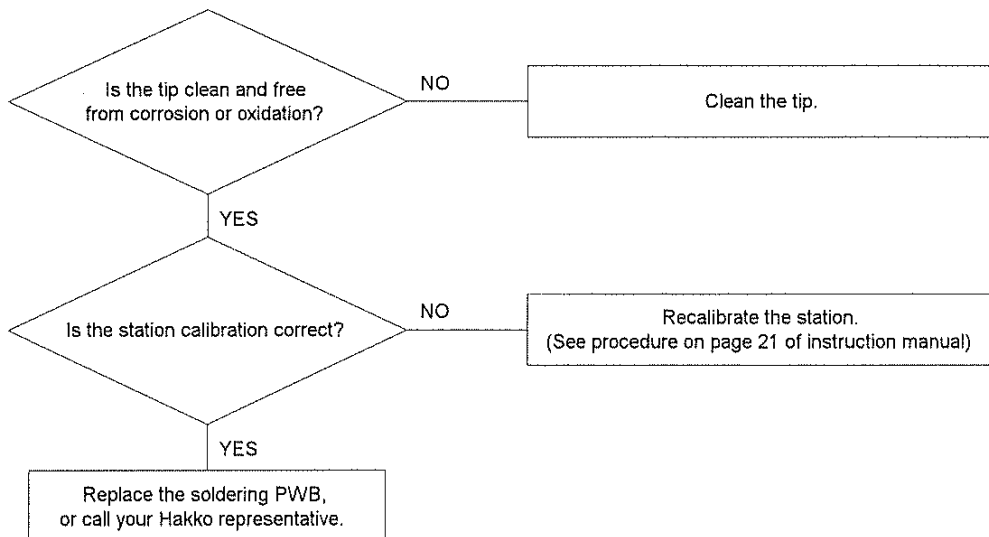 Is the tip clean and free
from corrosion or oxidation?
NO
Clean the tip.
YES
Is the station calibration correct?
NO
Recalibrate the station.
(See procedure on page 21 of instruction manual)
YES
Replace the soldering PWB,
or call your Hakko representative.